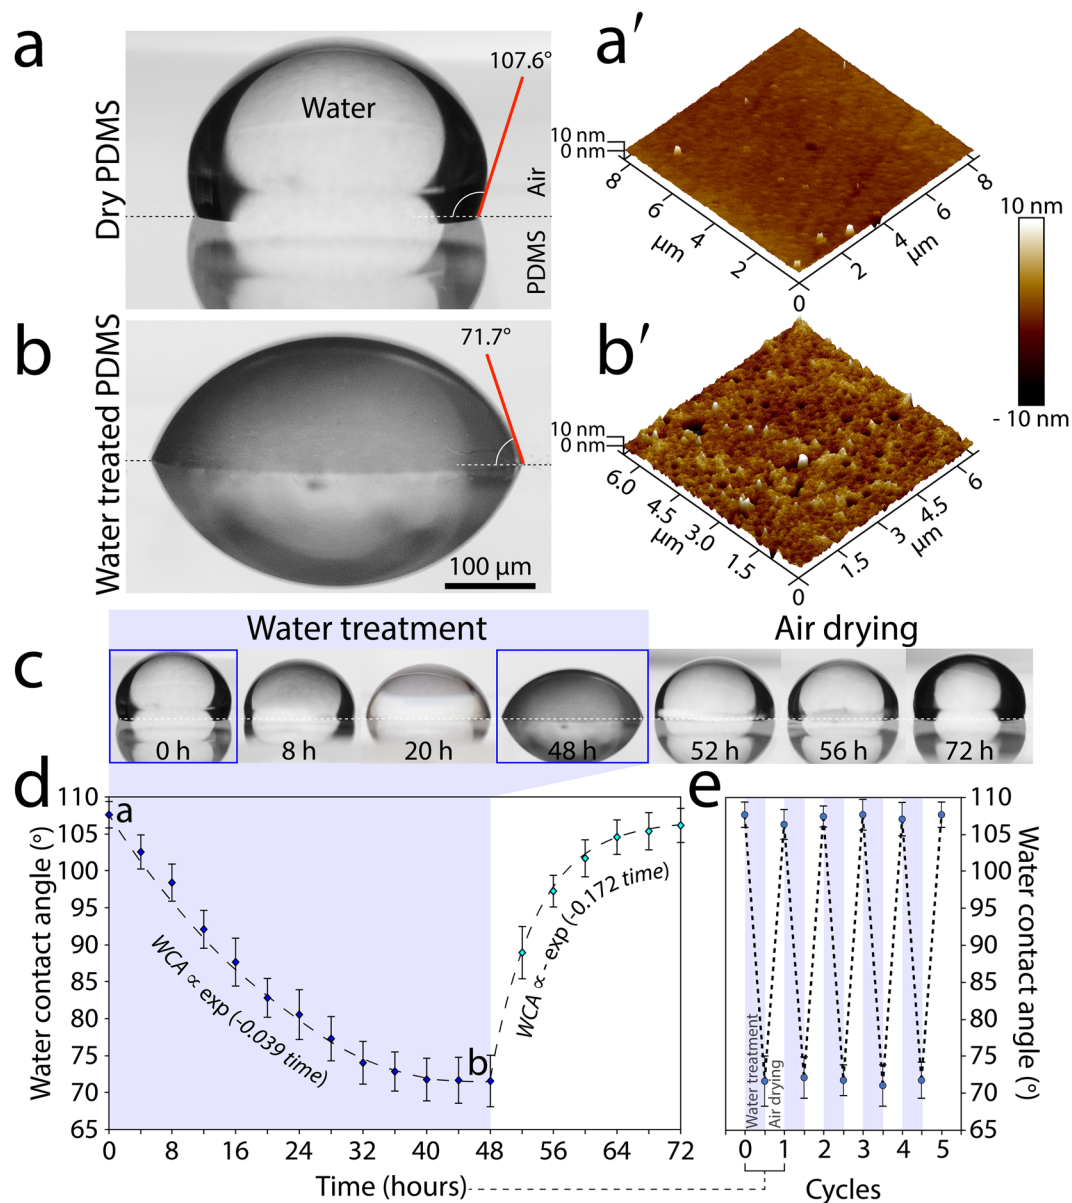 a
Dry PDMS
Water
107.6°
Air
PDMS
a′
10 nm
0 nm
8
6
4
2
0
2
4
6
8
μm
μm
10 nm
- 10 nm
b
Water treated PDMS
71.7°
100 μm
b′
10 nm
0 nm
6.0
4.5
3.0
1.5
0
1.5
3
4.5
6
μm
μm
Water treatment
Air drying
c
0 h
8 h
20 h
48 h
52 h
56 h
72 h
d
Water contact angle (°)
110
105
100
95
90
85
80
75
70
65
a
b
WCA ∝ exp (-0.039 time)
WCA ∝ - exp (-0.172 time)
0
8
16
24
32
40
48
56
64
72
Time (hours)
e
Water treatment
Air drying
110
105
100
95
90
85
80
75
70
65
Water contact angle (°)
0
1
2
3
4
5
Cycles